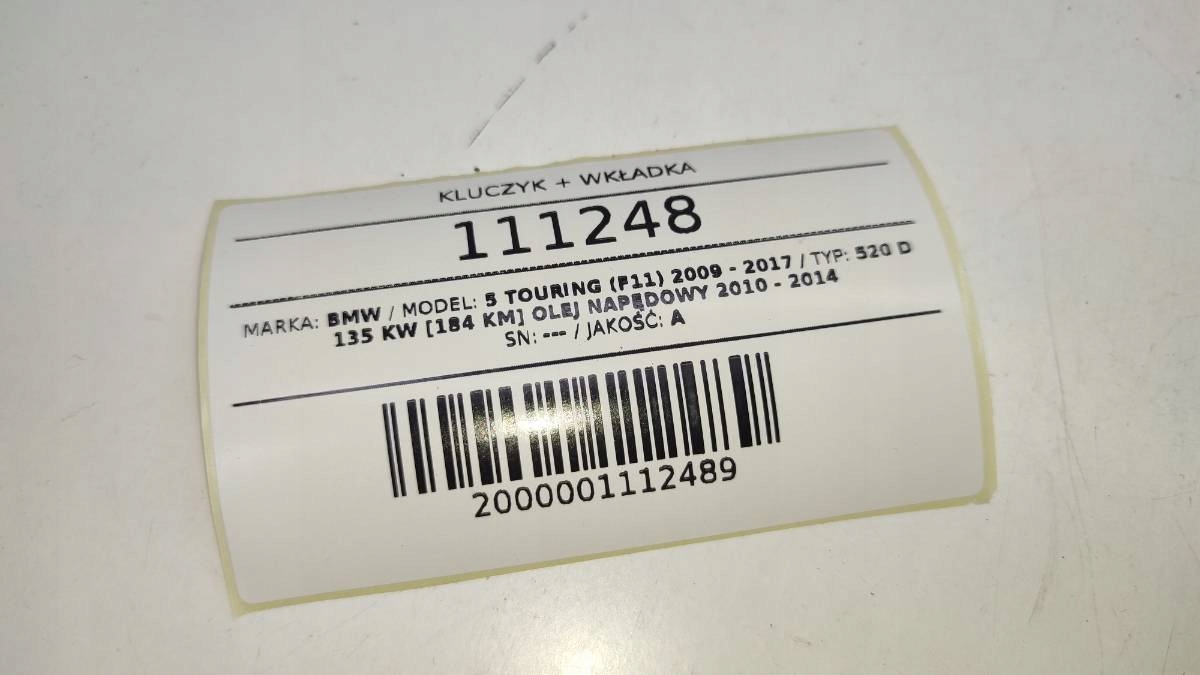 KLUCZYK + WKŁADKA
111248
MARKA: BMW / MODEL: 5 TOURING (F11) 2009 - 2017 / TYP: 520 D
135 KW [184 KM] OLEJ NAPĘDOWY 2010 - 2014
SN: --- / JAKOŚĆ: A
2000001112489